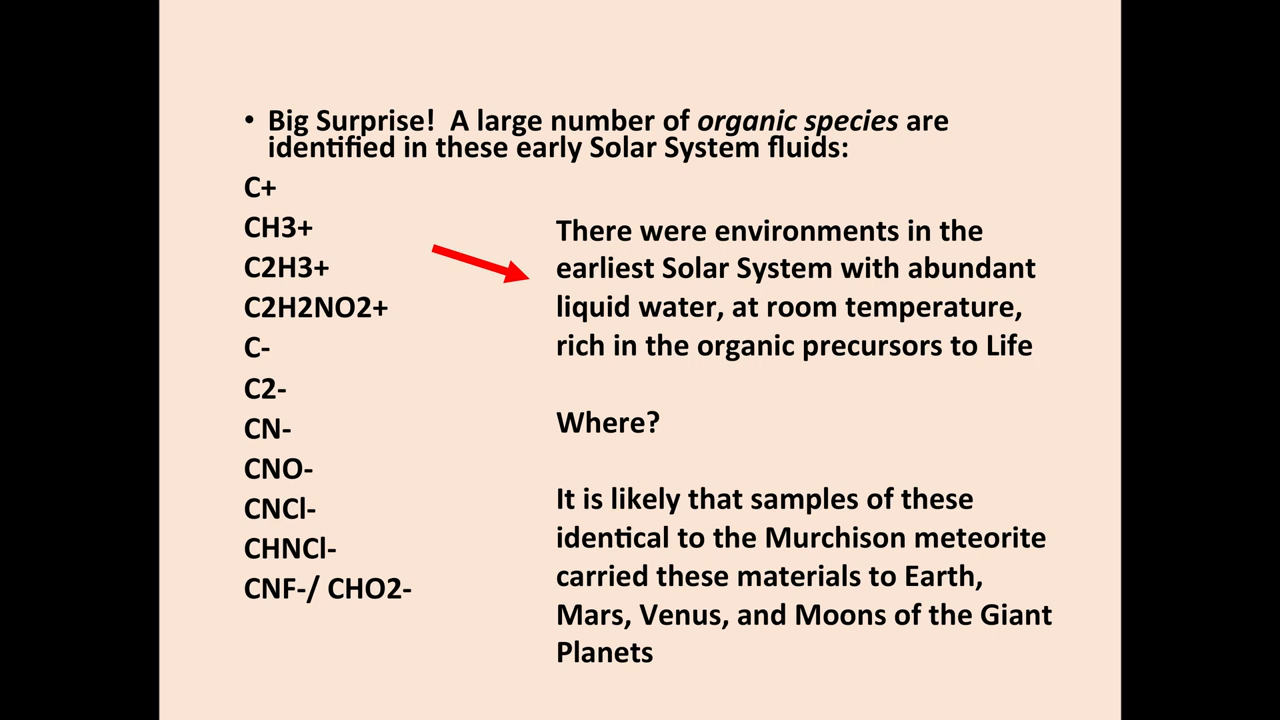 • Big Surprise!  A large number of organic species are
identified in these early Solar System fluids:
C+
CH3+
C2H3+
C2H2NO2+
C-
C2-
CN-
CNO-
CNCl-
CHNCl-
CNF-/ CHO2-
There were environments in the
earliest Solar System with abundant
liquid water, at room temperature,
rich in the organic precursors to Life
Where?
It is likely that samples of these
identical to the Murchison meteorite
carried these materials to Earth,
Mars, Venus, and Moons of the Giant
Planets